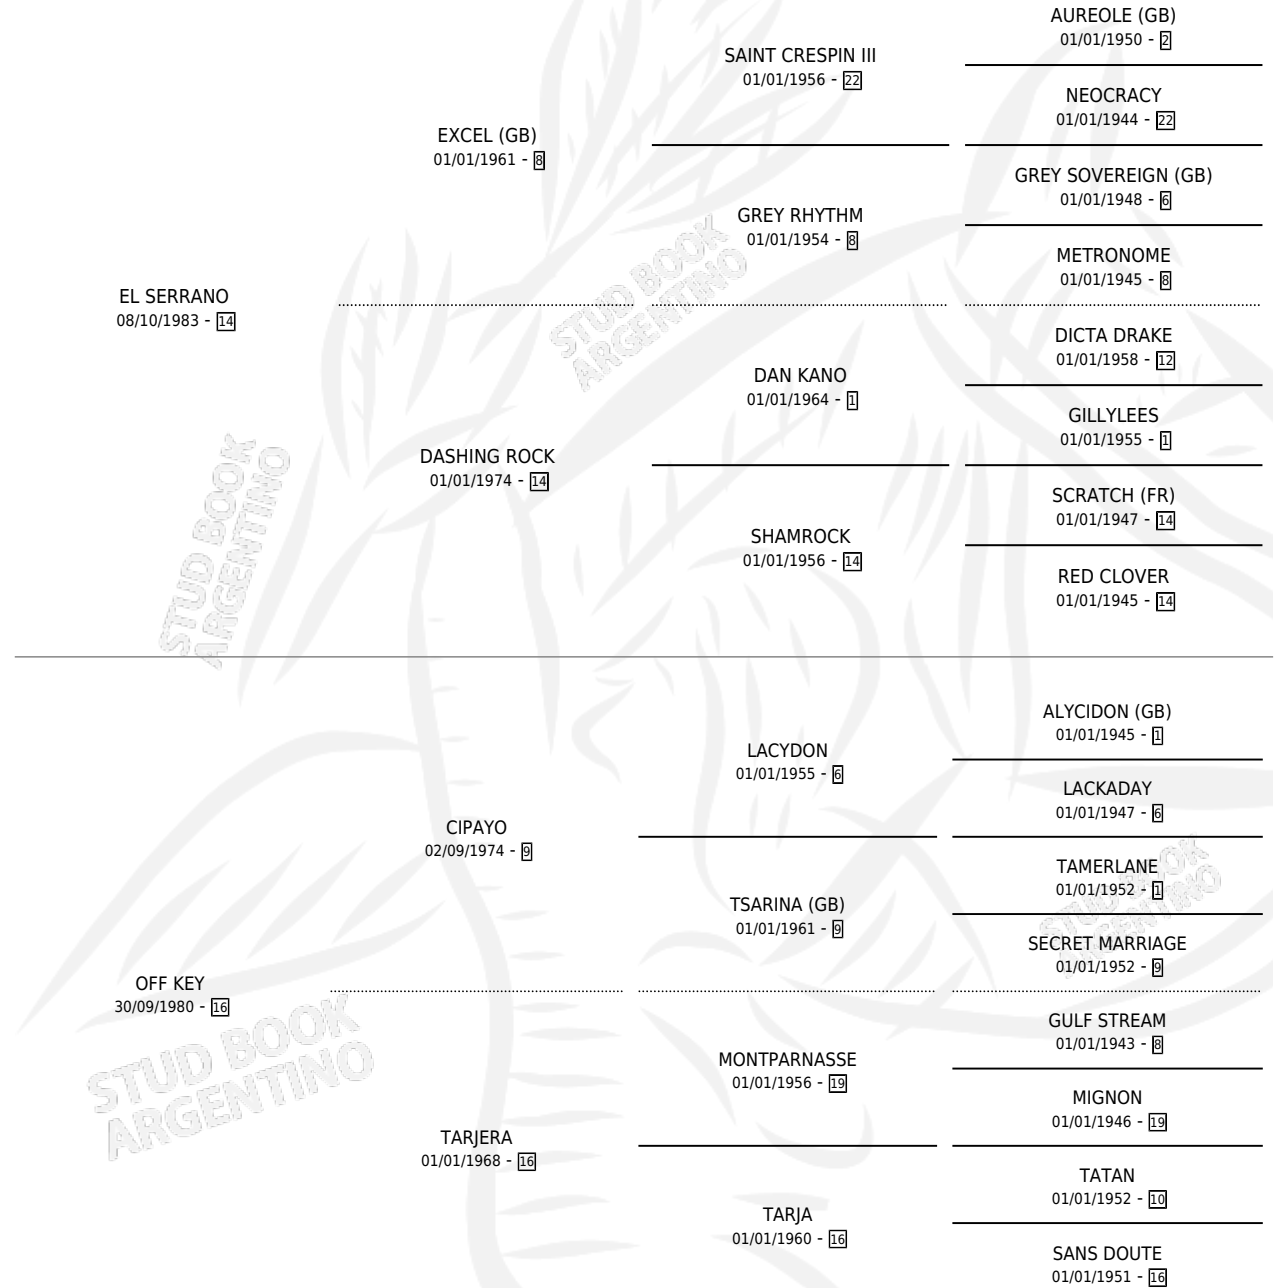 AUREOLE (GB)
01/01/1950 - 2
SAINT CRESPIN III
01/01/1956 - 22
NEOCRACY
01/01/1944 - 22
EXCEL (GB)
01/01/1961 - 8
GREY SOVEREIGN (GB)
01/01/1948 - 6
GREY RHYTHM
01/01/1954 - 8
METRONOME
01/01/1945 - 8
EL SERRANO
08/10/1983 - 14
DICTA DRAKE
01/01/1958 - 12
DAN KANO
01/01/1964 - 1
GILLYLEES
01/01/1955 - 1
DASHING ROCK
01/01/1974 - 14
SCRATCH (FR)
01/01/1947 - 14
SHAMROCK
01/01/1956 - 14
RED CLOVER
01/01/1945 - 14
ALYCIDON (GB)
01/01/1945 - 1
LACYDON
01/01/1955 - 6
LACKADAY
01/01/1947 - 6
CIPAYO
02/09/1974 - 9
TAMERLANE
01/01/1952 - 1
TSARINA (GB)
01/01/1961 - 9
SECRET MARRIAGE
01/01/1952 - 9
OFF KEY
30/09/1980 - 16
GULF STREAM
01/01/1943 - 8
MONTPARNASSE
01/01/1956 - 19
MIGNON
01/01/1946 - 19
TARJERA
01/01/1968 - 16
TATAN
01/01/1952 - 10
TARJA
01/01/1960 - 16
SANS DOUTE
01/01/1951 - 16
STUD BOOK
ARGENTINO
STUD BOOK
ARGENTINO
STUD BOOK
ARGENTINO
STUD BOOK
ARGENTINO